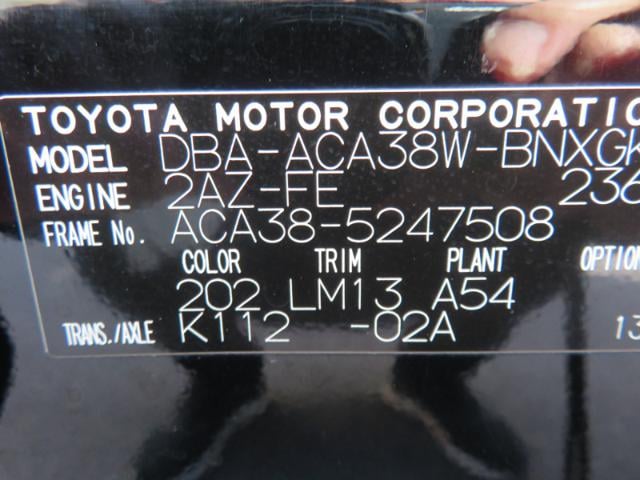 TOYOTA MOTOR CORPORATIO
MODEL DBA-ACA38W-BNXGK
ENGINE 2AZ-FE 236
FRAME No. ACA38-5247508
COLOR TRIM PLANT OPTION
202 LM13 A54
TRANS./AXLE K112 -02A 13